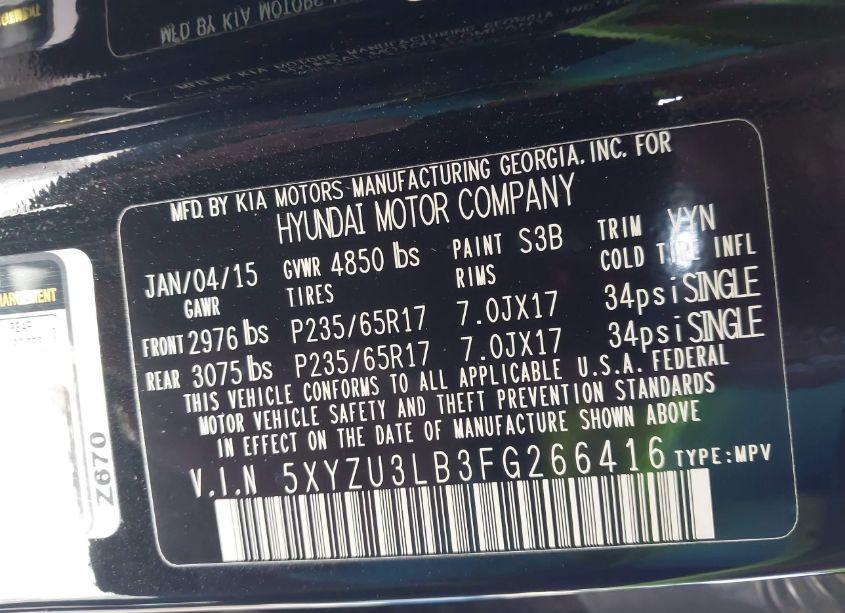 MFD. BY KIA MOTORS MANUFACTURING GEORGIA, INC. FOR
HYUNDAI MOTOR COMPANY
JAN/04/15 GVWR 4850 lbs PAINT S3B TRIM VYN
GAWR TIRES RIMS COLD TIRE INFL
FRONT 2976 lbs P235/65R17 7.0JX17 34psi SINGLE
REAR 3075 lbs P235/65R17 7.0JX17 34psi SINGLE
THIS VEHICLE CONFORMS TO ALL APPLICABLE U.S.A. FEDERAL
MOTOR VEHICLE SAFETY AND THEFT PREVENTION STANDARDS
IN EFFECT ON THE DATE OF MANUFACTURE SHOWN ABOVE
V.I.N 5XYZU3LB3FG266416 TYPE:MPV
REAR
Z670